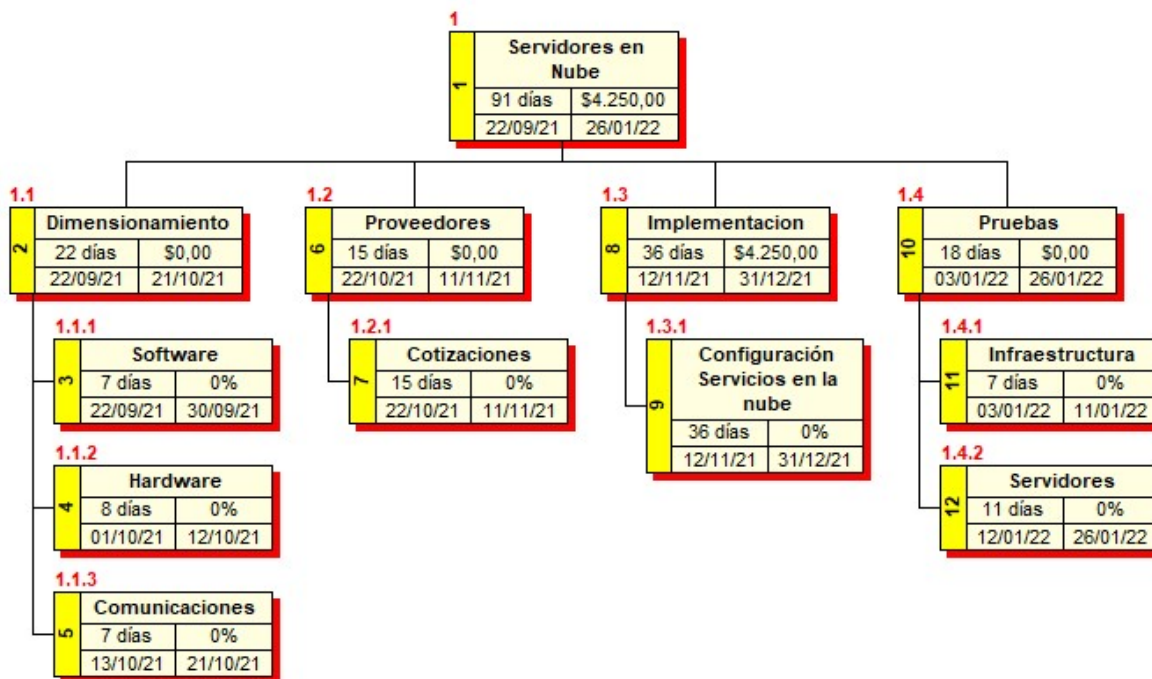 1
1
Servidores en
Nube
91 días $4.250,00
22/09/21 26/01/22
1.1
2
Dimensionamiento
22 días $0,00
22/09/21 21/10/21
1.1.1
3
Software
7 días 0%
22/09/21 30/09/21
1.1.2
4
Hardware
8 días 0%
01/10/21 12/10/21
1.1.3
5
Comunicaciones
7 días 0%
13/10/21 21/10/21
1.2
6
Proveedores
15 días $0,00
22/10/21 11/11/21
1.2.1
7
Cotizaciones
15 días 0%
22/10/21 11/11/21
1.3
8
Implementacion
36 días $4.250,00
12/11/21 31/12/21
1.3.1
9
Configuración
Servicios en la
nube
36 días 0%
12/11/21 31/12/21
1.4
10
Pruebas
18 días $0,00
03/01/22 26/01/22
1.4.1
11
Infraestructura
7 días 0%
03/01/22 11/01/22
1.4.2
12
Servidores
11 días 0%
12/01/22 26/01/22